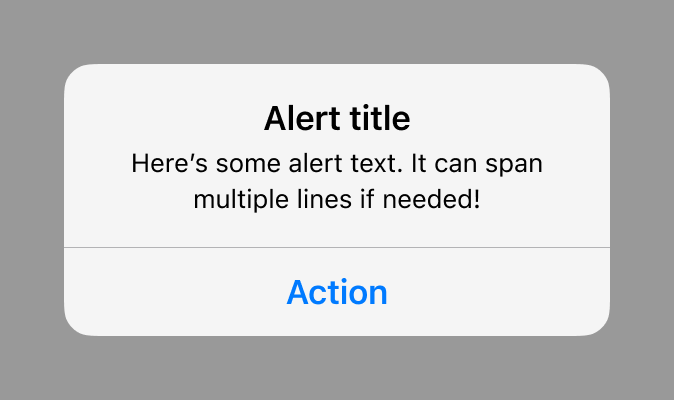 Alert title
Here’s some alert text. It can span
multiple lines if needed!
Action